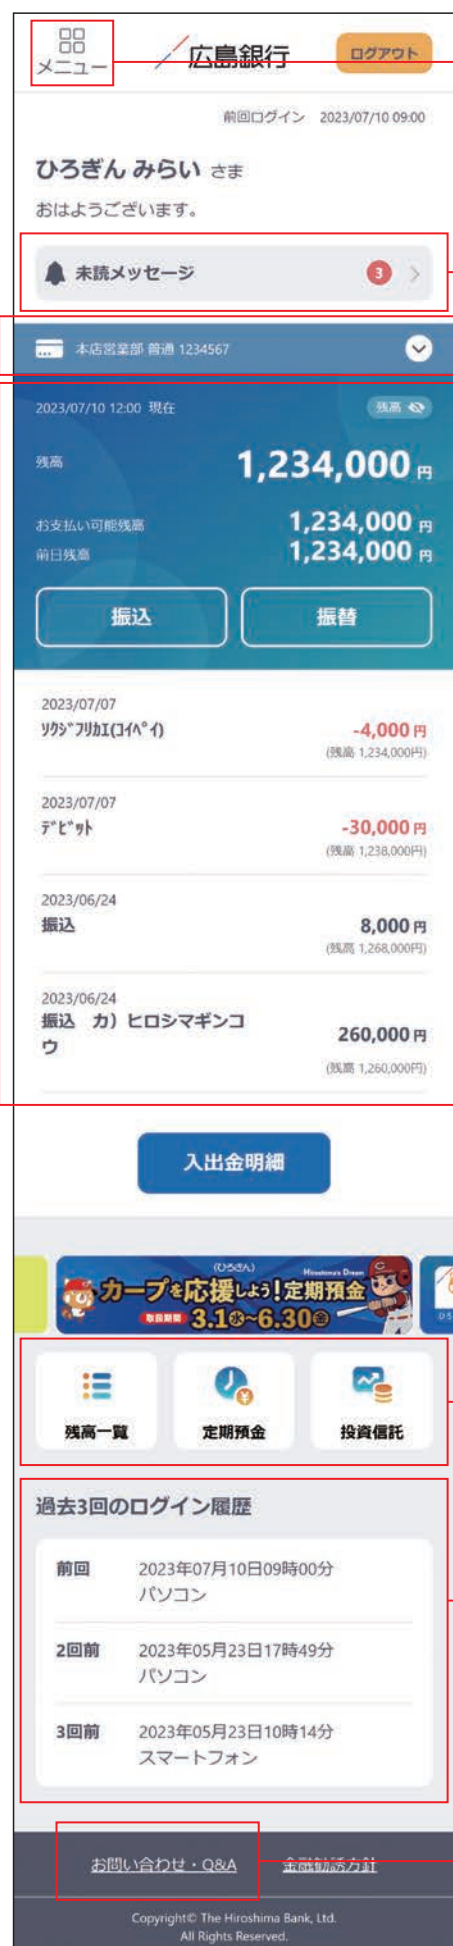 メニュー
広島銀行
ログアウト
前回ログイン 2023/07/10 09:00
ひろぎん みらい さま
おはようございます。
未読メッセージ 3
本店営業部 普通 1234567
2023/07/10 12:00 現在 残高
残高 1,234,000 円
お支払い可能残高 1,234,000 円
前日残高 1,234,000 円
振込 振替
2023/07/07
ｿｸｼﾞﾌﾘｶｴ(ｺｲﾍﾟｲ) -4,000 円
(残高 1,234,000円)
2023/07/07
ﾃﾞﾋﾞｯﾄ -30,000 円
(残高 1,238,000円)
2023/06/24
振込 8,000 円
(残高 1,268,000円)
2023/06/24
振込 カ）ヒロシマギンコ
ウ 260,000 円
(残高 1,260,000円)
入出金明細
(ひろぎん)
Hiroshima's Dream
カープを応援しよう!定期預金
取扱期間 3.1水~6.30金
残高一覧 定期預金 投資信託
過去3回のログイン履歴
前回 2023年07月10日09時00分
パソコン
2回前 2023年05月23日17時49分
パソコン
3回前 2023年05月23日10時14分
スマートフォン
お問い合わせ・Q&A 金融勧誘方針
Copyright© The Hiroshima Bank, Ltd.
All Rights Reserved.